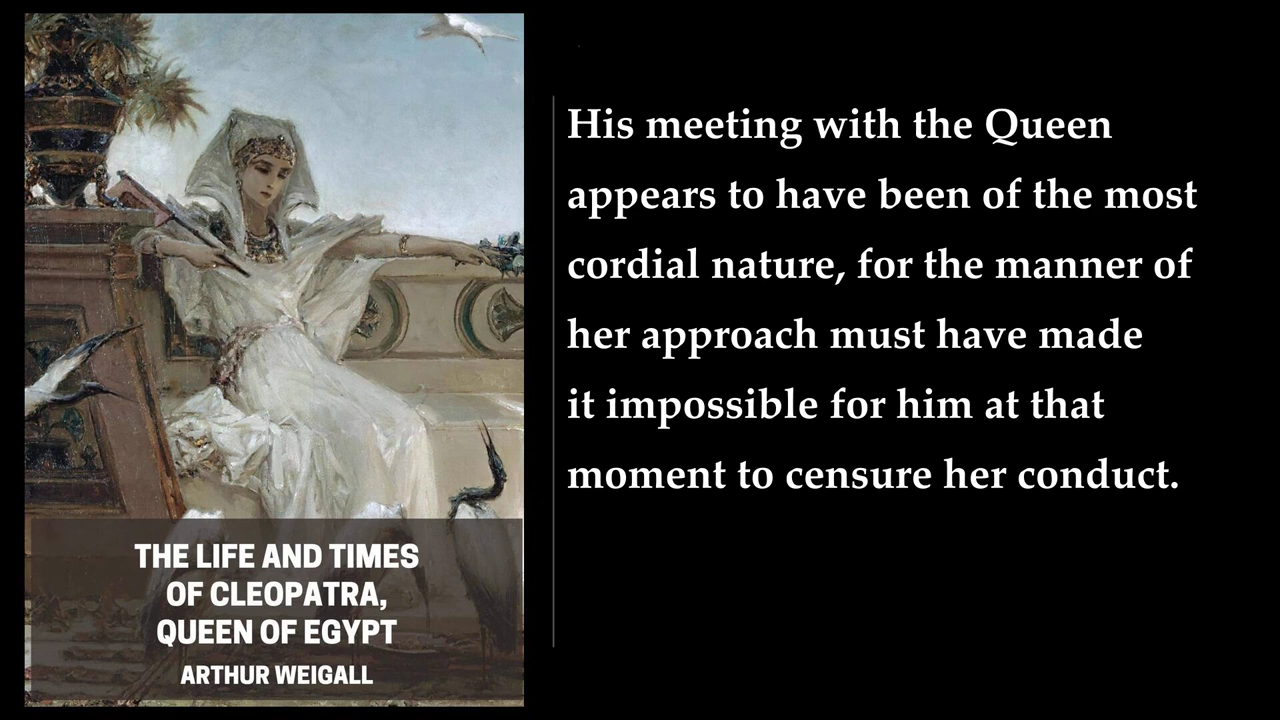 THE LIFE AND TIMES
OF CLEOPATRA,
QUEEN OF EGYPT
ARTHUR WEIGALL
His meeting with the Queen
appears to have been of the most
cordial nature, for the manner of
her approach must have made
it impossible for him at that
moment to censure her conduct.